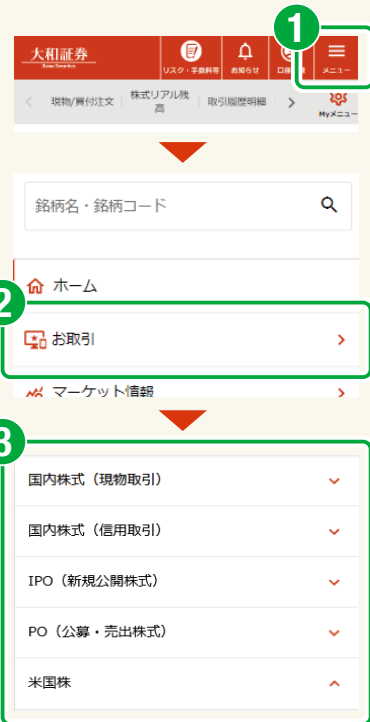 1
大和証券
Daiwa Securities
リスク・手数料等
お知らせ
メニュー
現物/買付注文
株式リアル残高
取引履歴明細
Myメニュー
銘柄名・銘柄コード
ホーム
2
お取引
マーケット情報
3
国内株式（現物取引）
国内株式（信用取引）
IPO（新規公開株式）
PO（公募・売出株式）
米国株